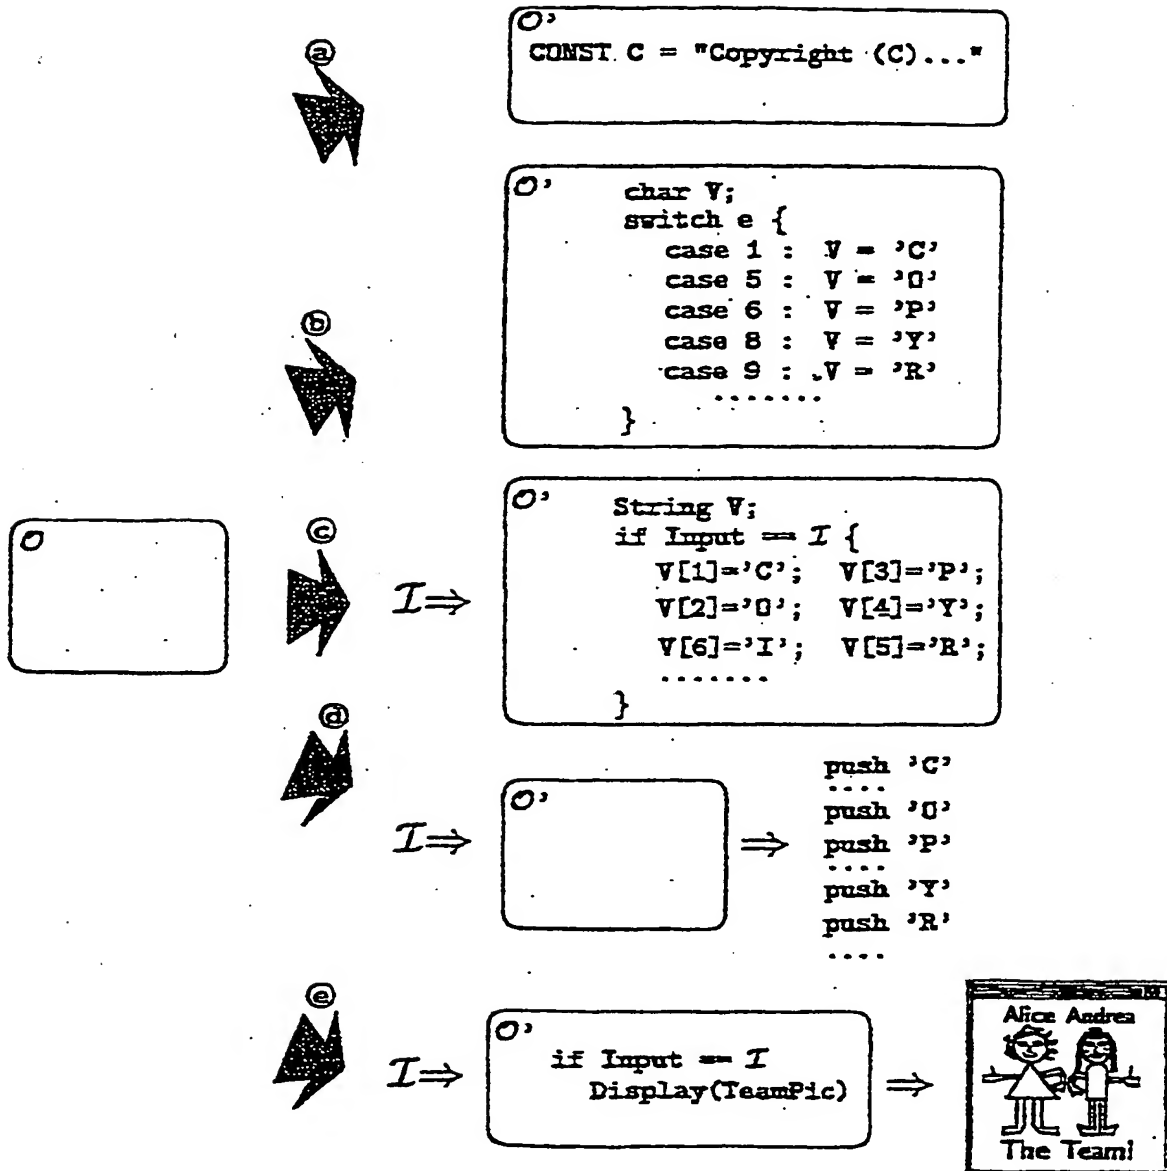 ⓐ
O'
CONST C = "Copyright (C)..."
ⓑ
O'
char V;
switch e {
case 1 : V = 'C'
case 5 : V = 'O'
case 6 : V = 'P'
case 8 : V = 'Y'
case 9 : V = 'R'
.......
}
O
ⓒ
I⇒
O'
String V;
if Input == I {
V[1]='C'; V[3]='P';
V[2]='O'; V[4]='Y';
V[6]='I'; V[5]='R';
.......
}
ⓓ
I⇒
O'
⇒
push 'C'
....
push 'O'
push 'P'
....
push 'Y'
push 'R'
....
ⓔ
I⇒
O'
if Input == I
Display(TeamPic)
⇒
Alice Andrea
The Team!